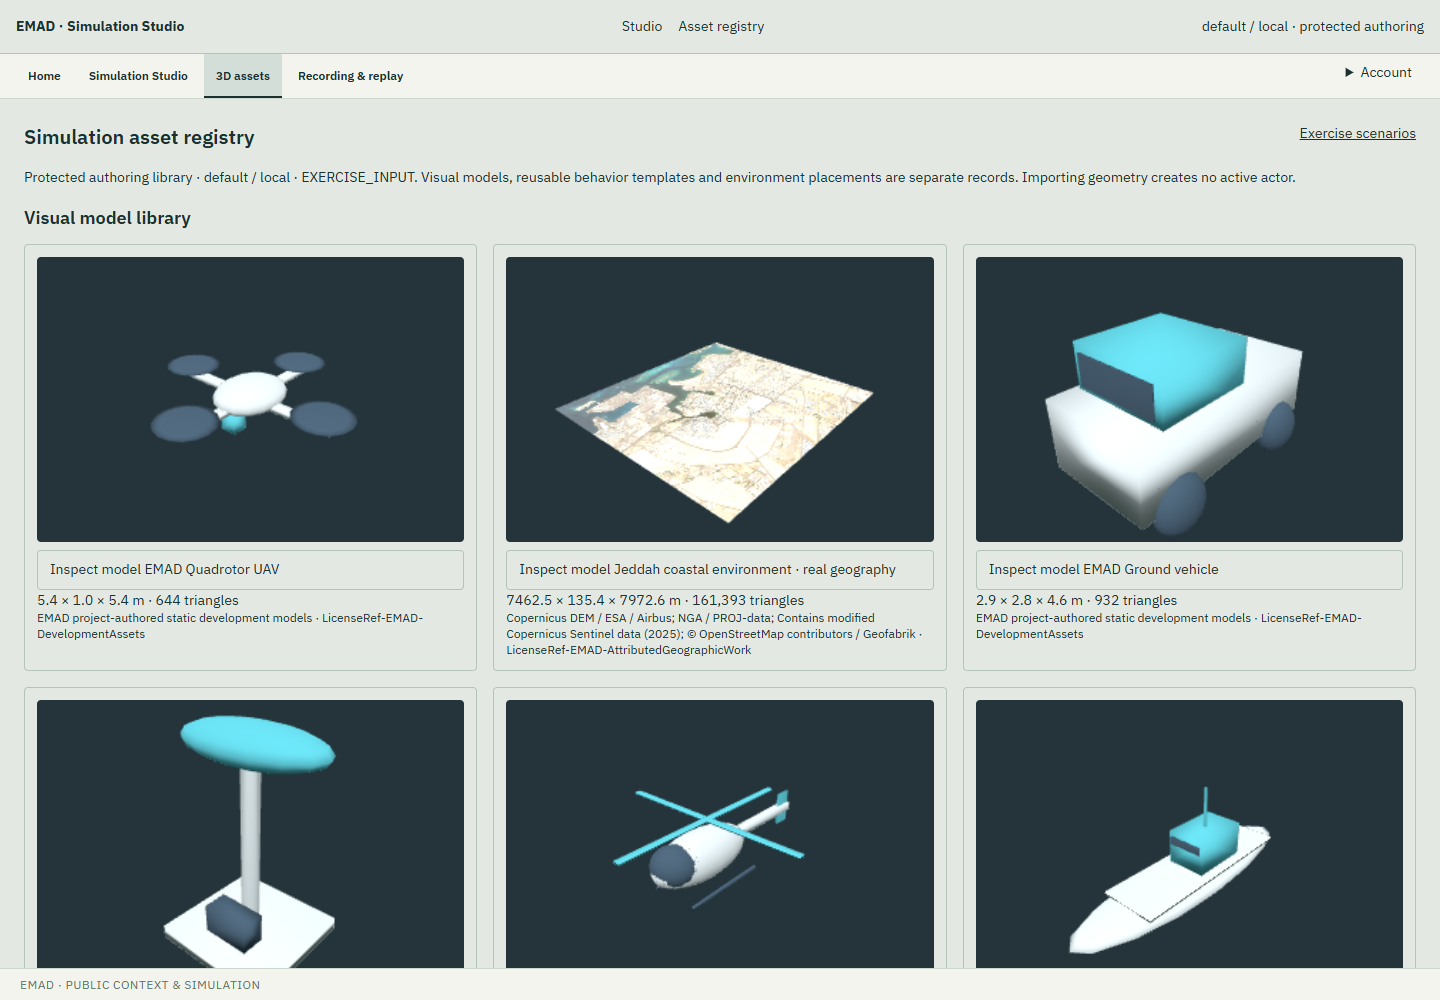 EMAD · Simulation Studio
Studio
Asset registry
default / local · protected authoring
Home
Simulation Studio
3D assets
Recording & replay
▶ Account
Simulation asset registry
Exercise scenarios
Protected authoring library · default / local · EXERCISE_INPUT. Visual models, reusable behavior templates and environment placements are separate records. Importing geometry creates no active actor.
Visual model library
Inspect model EMAD Quadrotor UAV
5.4 × 1.0 × 5.4 m · 644 triangles
EMAD project-authored static development models · LicenseRef-EMAD-
DevelopmentAssets
Inspect model Jeddah coastal environment · real geography
7462.5 × 135.4 × 7972.6 m · 161,393 triangles
Copernicus DEM / ESA / Airbus; NGA / PROJ-data; Contains modified
Copernicus Sentinel data (2025); © OpenStreetMap contributors / Geofabrik ·
LicenseRef-EMAD-AttributedGeographicWork
Inspect model EMAD Ground vehicle
2.9 × 2.8 × 4.6 m · 932 triangles
EMAD project-authored static development models · LicenseRef-EMAD-
DevelopmentAssets
EMAD · PUBLIC CONTEXT & SIMULATION